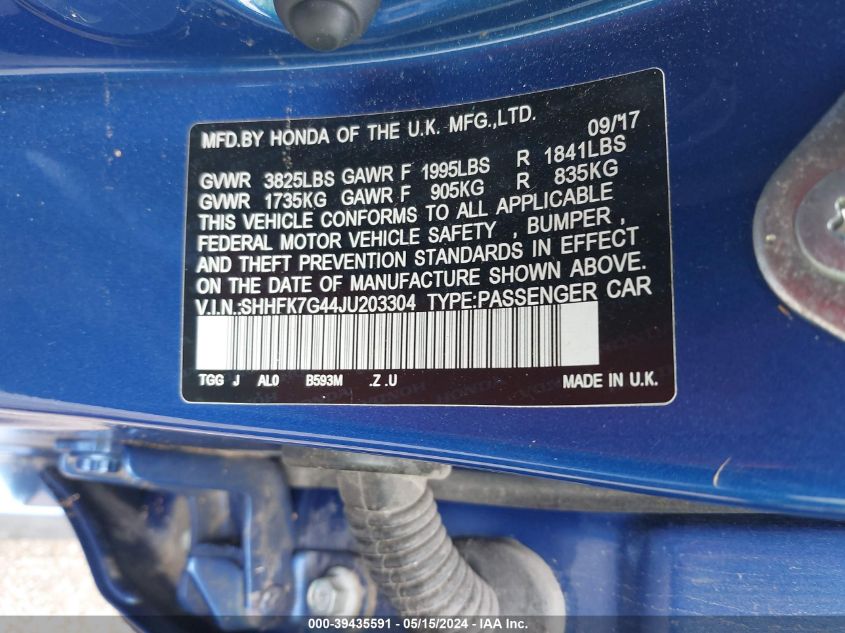 MFD.BY HONDA OF THE U.K. MFG.,LTD. 09/17
GVWR 3825LBS GAWR F 1995LBS R 1841LBS
GVWR 1735KG GAWR F 905KG R 835KG
THIS VEHICLE CONFORMS TO ALL APPLICABLE
FEDERAL MOTOR VEHICLE SAFETY , BUMPER ,
AND THEFT PREVENTION STANDARDS IN EFFECT
ON THE DATE OF MANUFACTURE SHOWN ABOVE.
V.I.N.:SHHFK7G44JU203304 TYPE:PASSENGER CAR
TGG J AL0 B593M .Z .U MADE IN U.K.
000-39435591 - 05/15/2024 - IAA Inc.